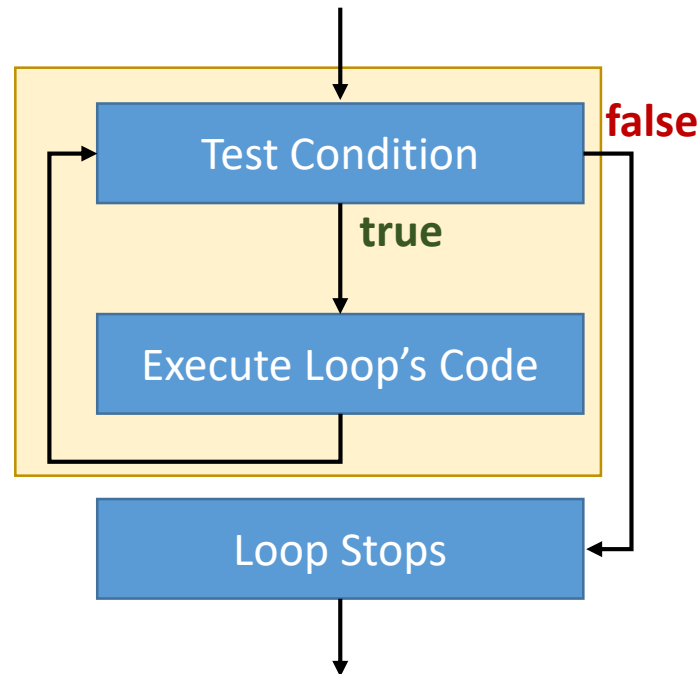 Test Condition
false
true
Execute Loop’s Code
Loop Stops